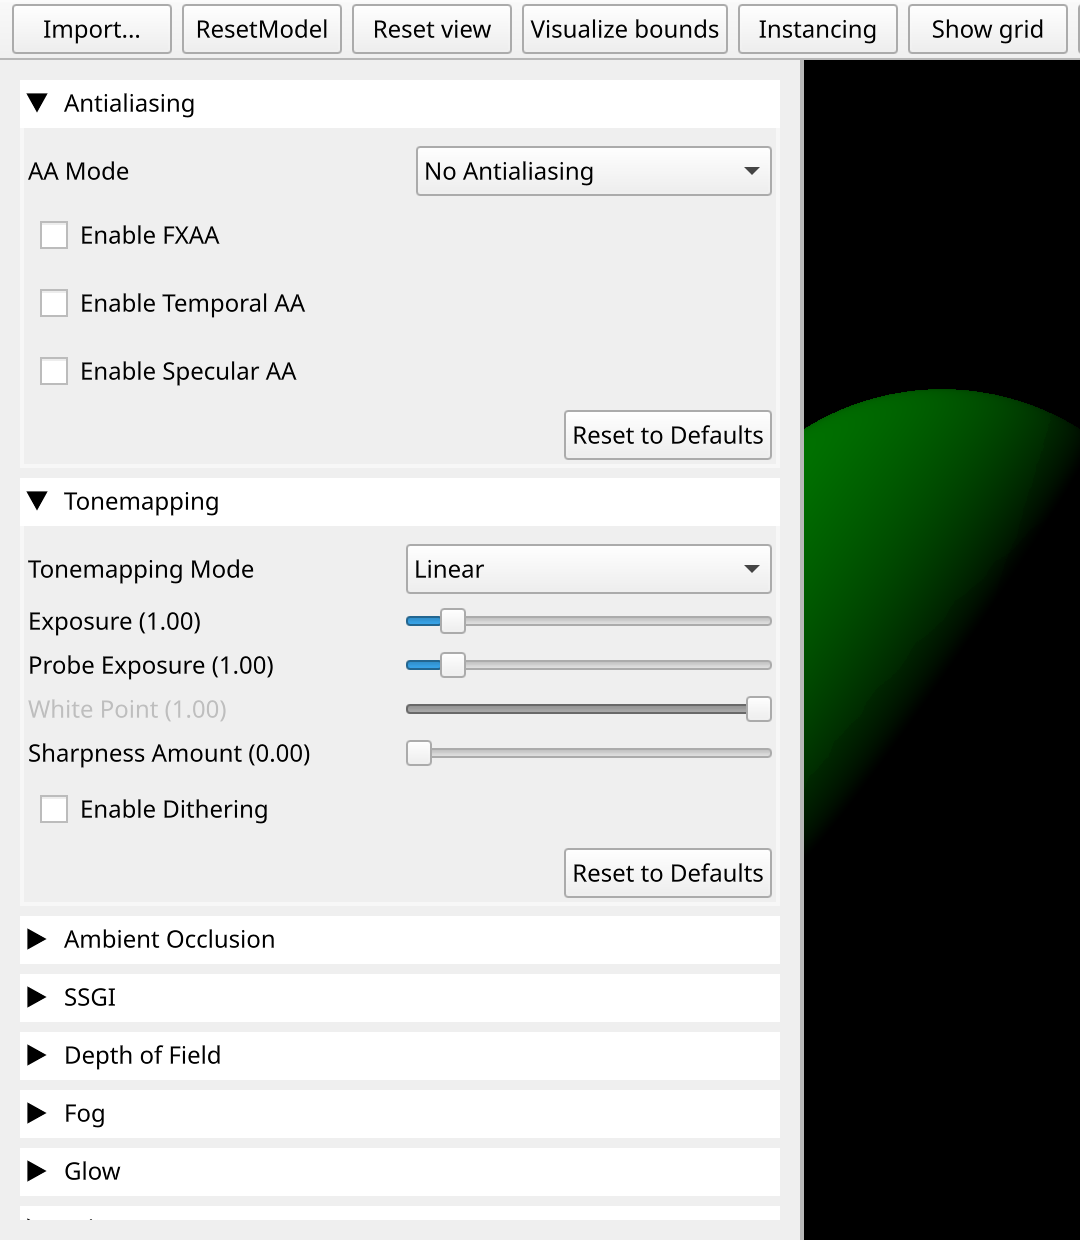 Import... ResetModel Reset view Visualize bounds Instancing Show grid
Antialiasing
AA Mode No Antialiasing
Enable FXAA
Enable Temporal AA
Enable Specular AA
Reset to Defaults
Tonemapping
Tonemapping Mode Linear
Exposure (1.00)
Probe Exposure (1.00)
White Point (1.00)
Sharpness Amount (0.00)
Enable Dithering
Reset to Defaults
Ambient Occlusion
SSGI
Depth of Field
Fog
Glow